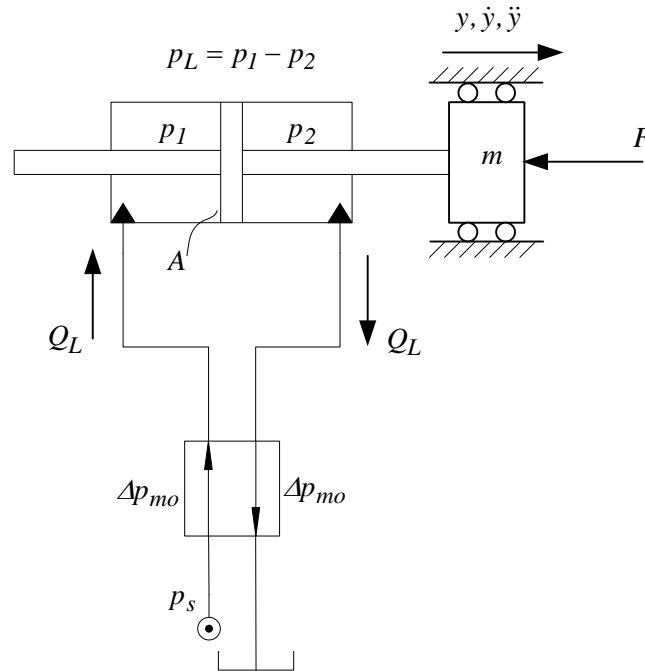 y, ẏ, ÿ
p_L = p_1 − p_2
p_1
p_2
m
F
A
Q_L
Q_L
Δp_mo
Δp_mo
p_s